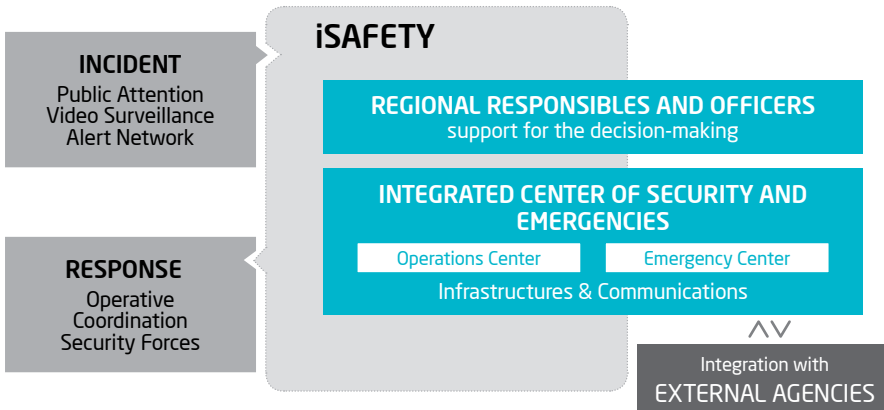 INCIDENT
Public Attention
Video Surveillance
Alert Network
RESPONSE
Operative
Coordination
Security Forces
iSAFETY
REGIONAL RESPONSIBLES AND OFFICERS
support for the decision-making
INTEGRATED CENTER OF SECURITY AND
EMERGENCIES
Operations Center
Emergency Center
Infrastructures & Communications
Integration with
EXTERNAL AGENCIES